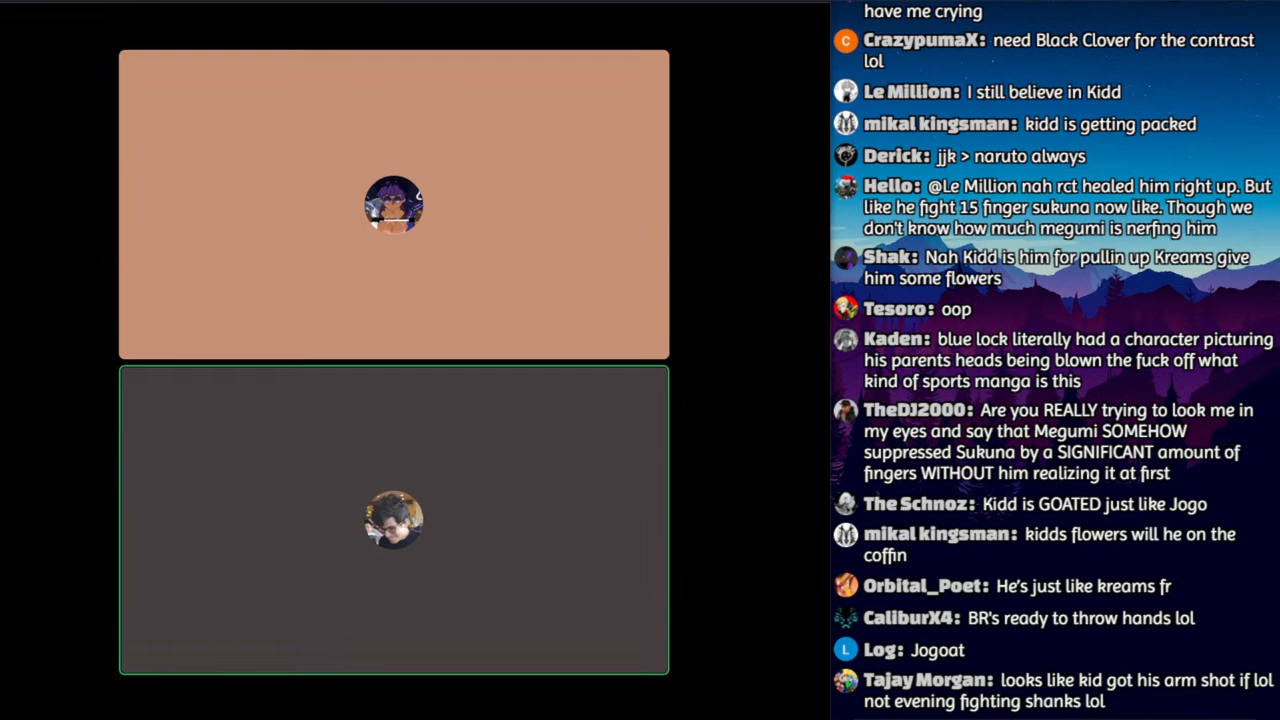 have me crying
CrazypumaX: need Black Clover for the contrast
lol
Le Million: I still believe in Kidd
mikal kingsman: kidd is getting packed
Derick: jjk > naruto always
Hello: @Le Million nah rct healed him right up. But
like he fight 15 finger sukuna now like. Though we
don't know how much megumi is nerfing him
Shak: Nah Kidd is him for pullin up Kreams give
him some flowers
Tesoro: oop
Kaden: blue lock literally had a character picturing
his parents heads being blown the fuck off what
kind of sports manga is this
TheDJ2000: Are you REALLY trying to look me in
my eyes and say that Megumi SOMEHOW
suppressed Sukuna by a SIGNIFICANT amount of
fingers WITHOUT him realizing it at first
The Schnoz: Kidd is GOATED just like Jogo
mikal kingsman: kidds flowers will he on the
coffin
Orbital_Poet: He's just like kreams fr
CaliburX4: BR's ready to throw hands lol
L Log: Jogoat
Tajay Morgan: looks like kid got his arm shot if lol
not evening fighting shanks lol